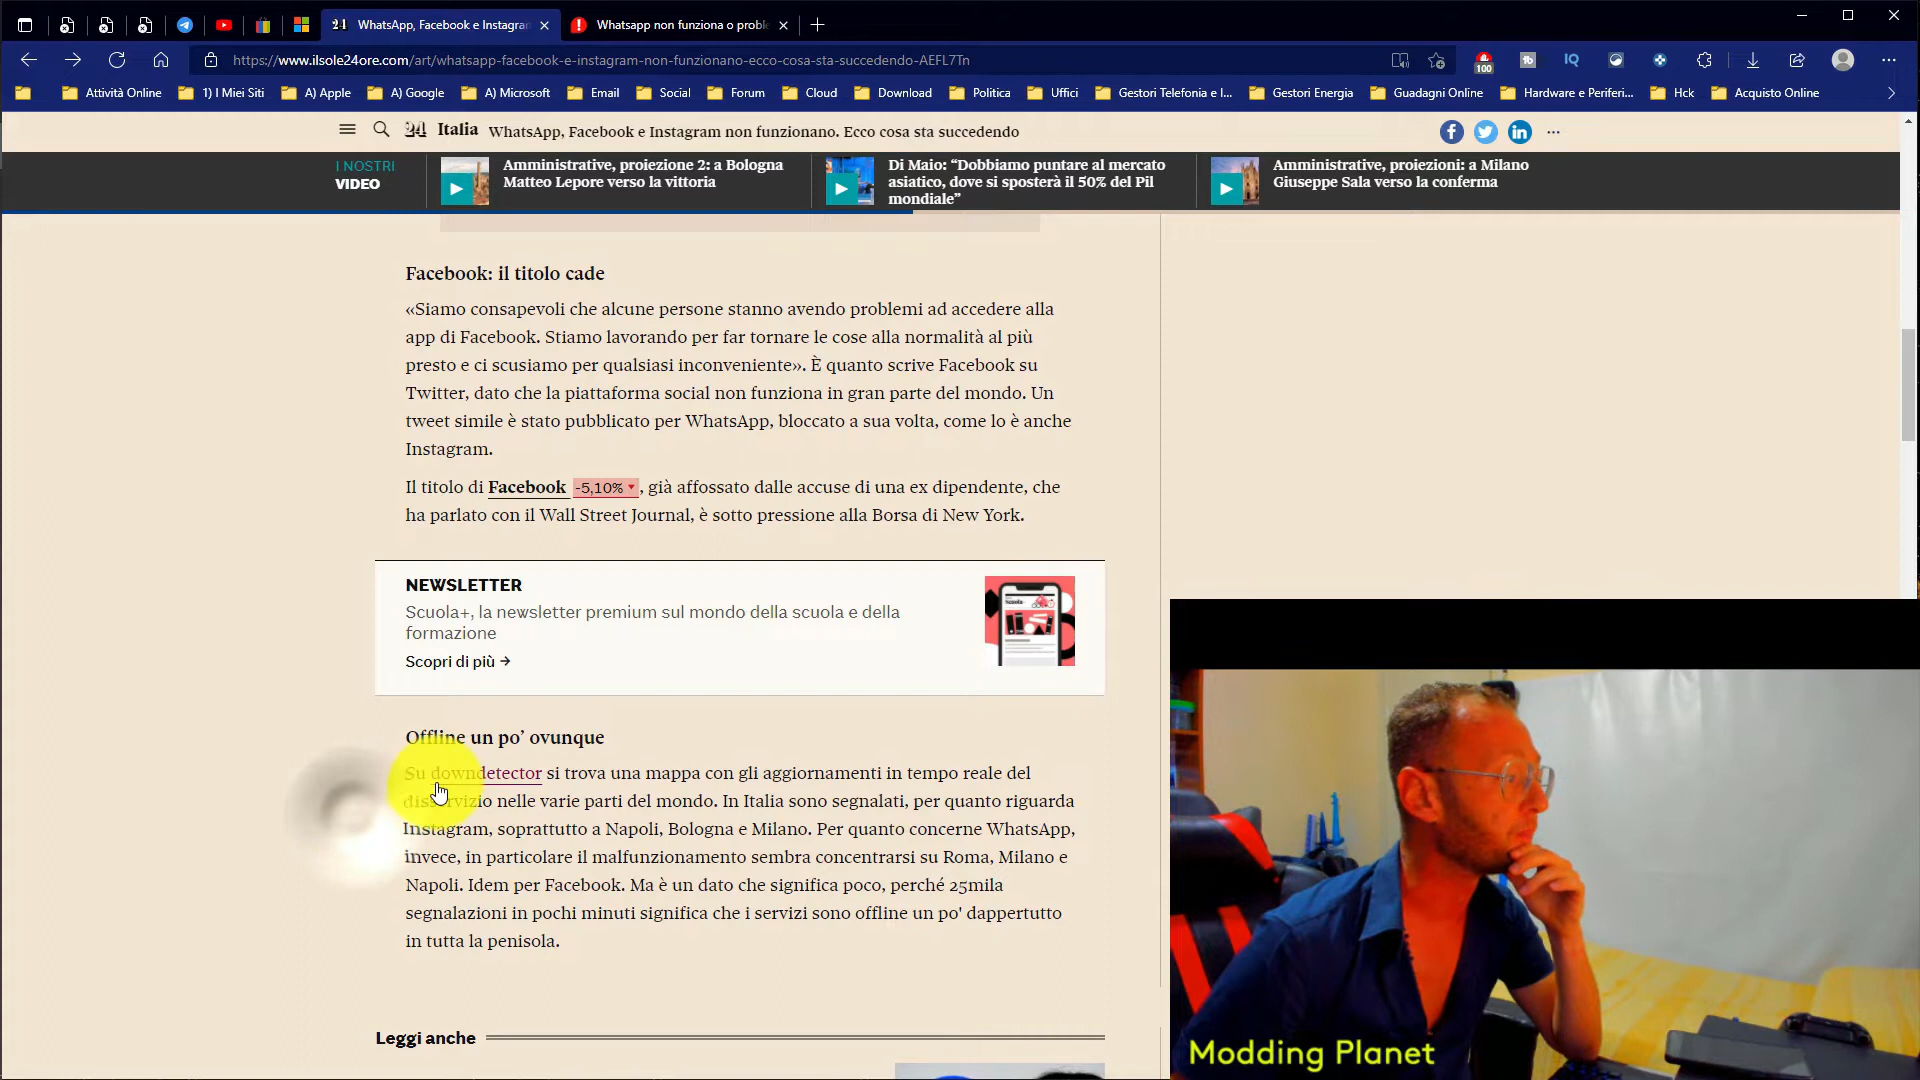 WhatsApp, Facebook e Instagra
Whatsapp non funziona o probl
https://www.ilsole24ore.com/art/whatsapp-facebook-e-instagram-non-funzionano-ecco-cosa-sta-succedendo-AEFL7Tn
100
tb
IQ
Attività Online
1) I Miei Siti
A) Apple
A) Google
A) Microsoft
Email
Social
Forum
Cloud
Download
Politica
Uffici
Gestori Telefonia e I...
Gestori Energia
Guadagni Online
Hardware e Periferi...
Hck
Acquisto Online
24 Italia WhatsApp, Facebook e Instagram non funzionano. Ecco cosa sta succedendo
I NOSTRI
VIDEO
Amministrative, proiezione 2: a Bologna
Matteo Lepore verso la vittoria
Di Maio: “Dobbiamo puntare al mercato
asiatico, dove si sposterà il 50% del Pil
mondiale”
Amministrative, proiezioni: a Milano
Giuseppe Sala verso la conferma
Facebook: il titolo cade
«Siamo consapevoli che alcune persone stanno avendo problemi ad accedere alla
app di Facebook. Stiamo lavorando per far tornare le cose alla normalità al più
presto e ci scusiamo per qualsiasi inconveniente». È quanto scrive Facebook su
Twitter, dato che la piattaforma social non funziona in gran parte del mondo. Un
tweet simile è stato pubblicato per WhatsApp, bloccato a sua volta, come lo è anche
Instagram.
Il titolo di Facebook -5,10% , già affossato dalle accuse di una ex dipendente, che
ha parlato con il Wall Street Journal, è sotto pressione alla Borsa di New York.
NEWSLETTER
Scuola+, la newsletter premium sul mondo della scuola e della
formazione
Scopri di più →
Offline un po’ ovunque
Su downdetector si trova una mappa con gli aggiornamenti in tempo reale del
disservizio nelle varie parti del mondo. In Italia sono segnalati, per quanto riguarda
Instagram, soprattutto a Napoli, Bologna e Milano. Per quanto concerne WhatsApp,
invece, in particolare il malfunzionamento sembra concentrarsi su Roma, Milano e
Napoli. Idem per Facebook. Ma è un dato che significa poco, perché 25mila
segnalazioni in pochi minuti significa che i servizi sono offline un po' dappertutto
in tutta la penisola.
Leggi anche
Modding Planet